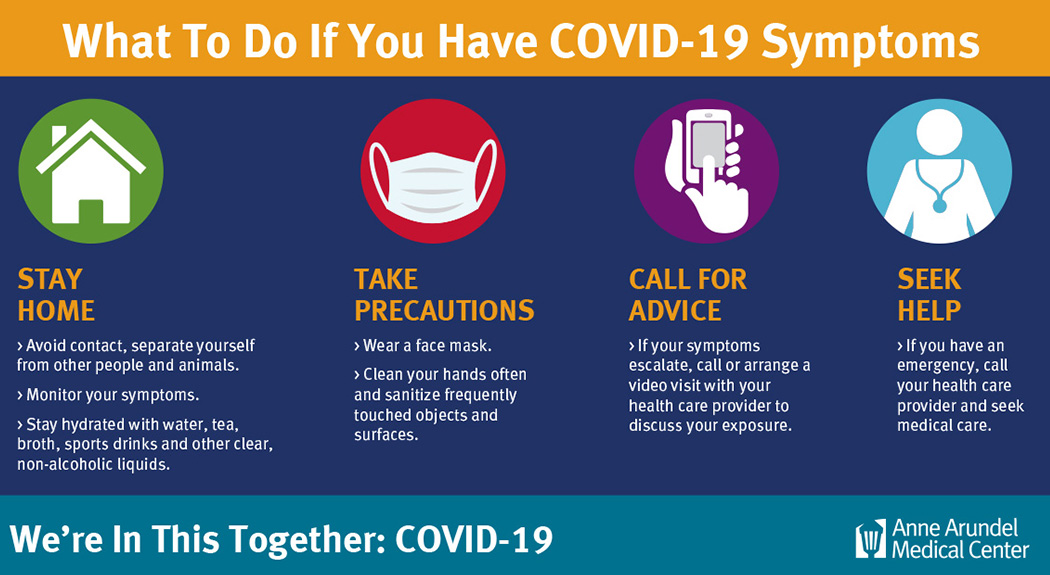 What To Do If You Have COVID-19 Symptoms
STAY
HOME
› Avoid contact, separate yourself
from other people and animals.
› Monitor your symptoms.
› Stay hydrated with water, tea,
broth, sports drinks and other clear,
non-alcoholic liquids.
TAKE
PRECAUTIONS
› Wear a face mask.
› Clean your hands often
and sanitize frequently
touched objects and
surfaces.
CALL FOR
ADVICE
› If your symptoms
escalate, call or arrange a
video visit with your
health care provider to
discuss your exposure.
SEEK
HELP
› If you have an
emergency, call
your health care
provider and seek
medical care.
We're In This Together: COVID-19
Anne Arundel
Medical Center